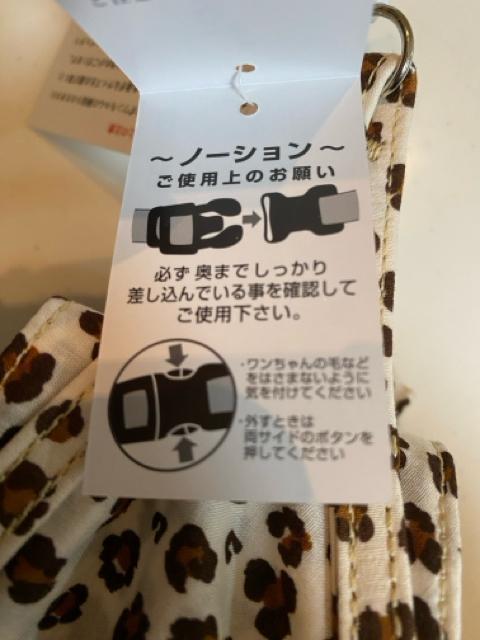 ～ノーション～
ご使用上のお願い
必ず 奥までしっかり
差し込んでいる事を確認して
ご使用下さい。
・ワンちゃんの毛など
をはさまないように
気を付けてください
・外すときは
両サイドのボタンを
押してください